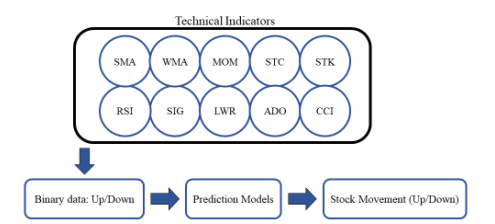 Technical Indicators
SMA WMA MOM STC STK
RSI SIG LWR ADO CCI
Binary data: Up/Down Prediction Models Stock Movement (Up/Down)